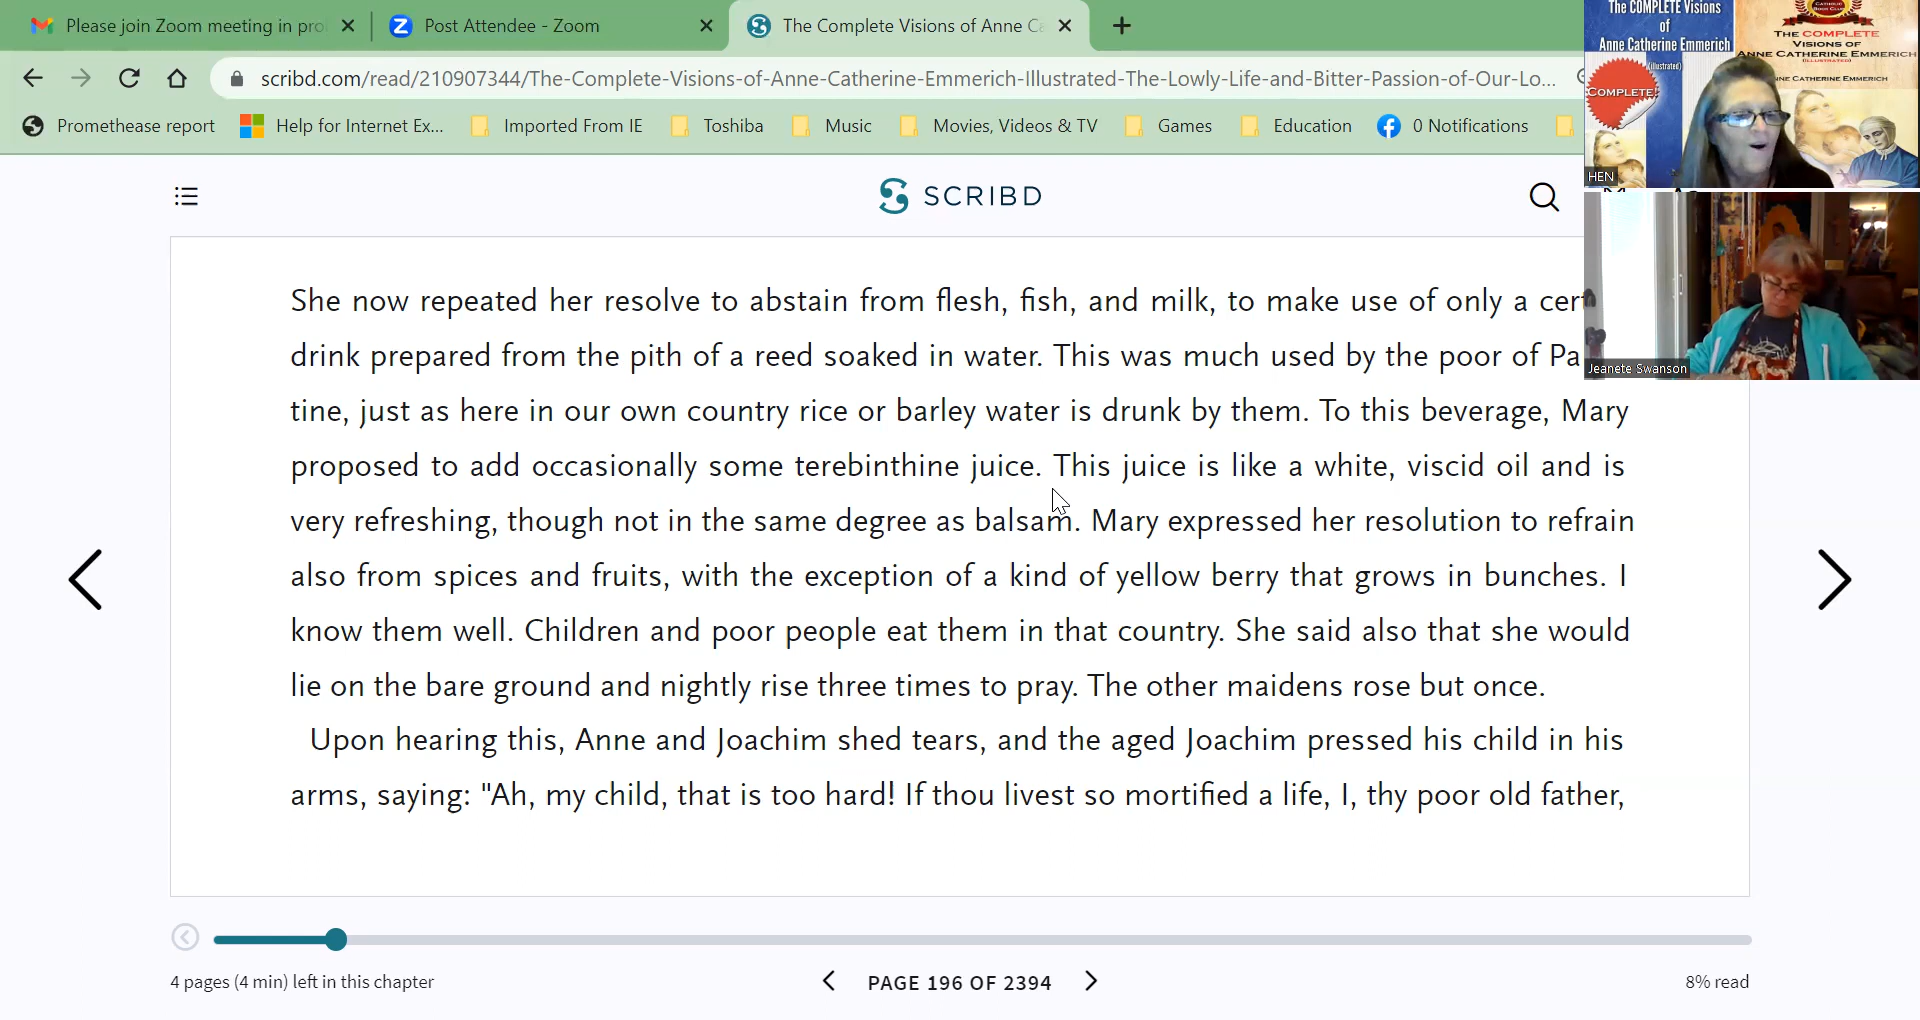 Please join Zoom meeting in pro
Post Attendee - Zoom
The Complete Visions of Anne Ca
scribd.com/read/210907344/The-Complete-Visions-of-Anne-Catherine-Emmerich-Illustrated-The-Lowly-Life-and-Bitter-Passion-of-Our-Lo...
Promethease report
Help for Internet Ex...
Imported From IE
Toshiba
Music
Movies, Videos & TV
Games
Education
0 Notifications
The COMPLETE Visions
of
Anne Catherine Emmerich
(Illustrated)
COMPLETE!
CATHOLIC
BOOK CLUB
THE COMPLETE
VISIONS OF
ANNE CATHERINE EMMERICH
(ILLUSTRATED)
NE CATHERINE EMMERICH
HEN
Jeanete Swanson
SCRIBD
She now repeated her resolve to abstain from flesh, fish, and milk, to make use of only a cert
drink prepared from the pith of a reed soaked in water. This was much used by the poor of Pa
tine, just as here in our own country rice or barley water is drunk by them. To this beverage, Mary
proposed to add occasionally some terebinthine juice. This juice is like a white, viscid oil and is
very refreshing, though not in the same degree as balsam. Mary expressed her resolution to refrain
also from spices and fruits, with the exception of a kind of yellow berry that grows in bunches. I
know them well. Children and poor people eat them in that country. She said also that she would
lie on the bare ground and nightly rise three times to pray. The other maidens rose but once.
Upon hearing this, Anne and Joachim shed tears, and the aged Joachim pressed his child in his
arms, saying: "Ah, my child, that is too hard! If thou livest so mortified a life, I, thy poor old father,
4 pages (4 min) left in this chapter
PAGE 196 OF 2394
8% read